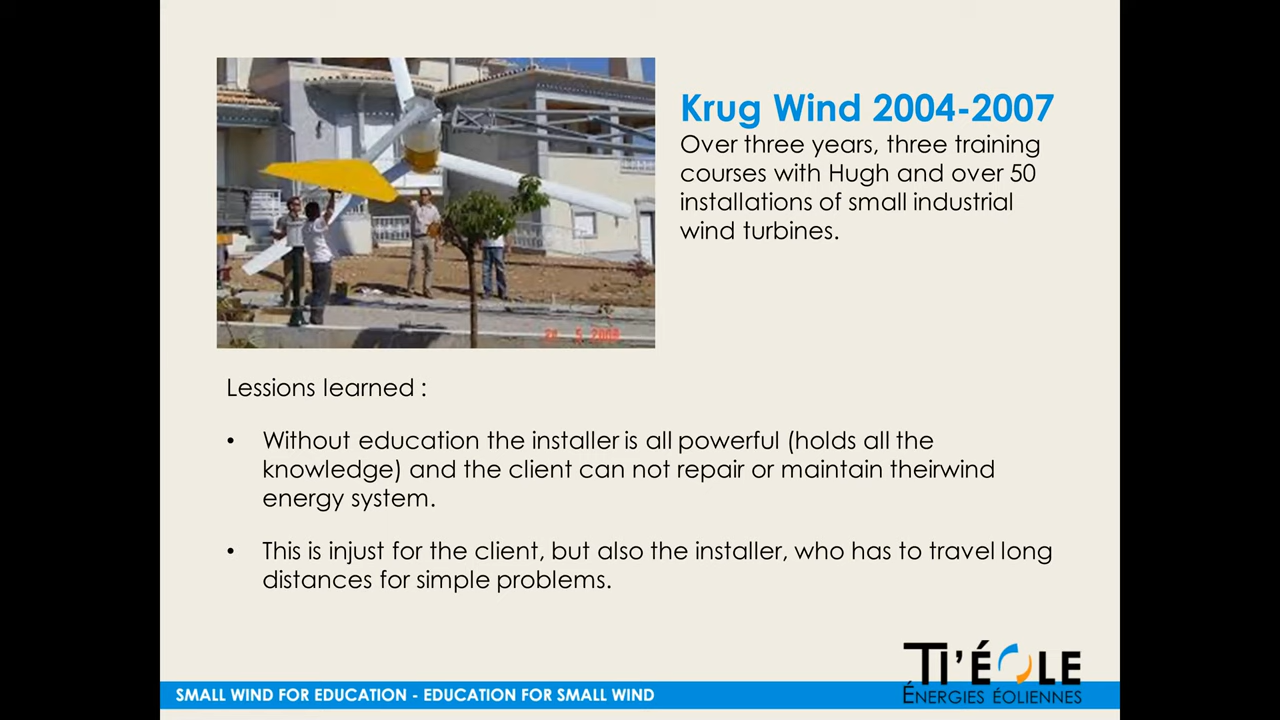 Krug Wind 2004-2007
Over three years, three training
courses with Hugh and over 50
installations of small industrial
wind turbines.
Lessions learned :
• Without education the installer is all powerful (holds all the
knowledge) and the client can not repair or maintain theirwind
energy system.
• This is injust for the client, but also the installer, who has to travel long
distances for simple problems.
TI'ÉOLE
ÉNERGIES ÉOLIENNES
SMALL WIND FOR EDUCATION - EDUCATION FOR SMALL WIND